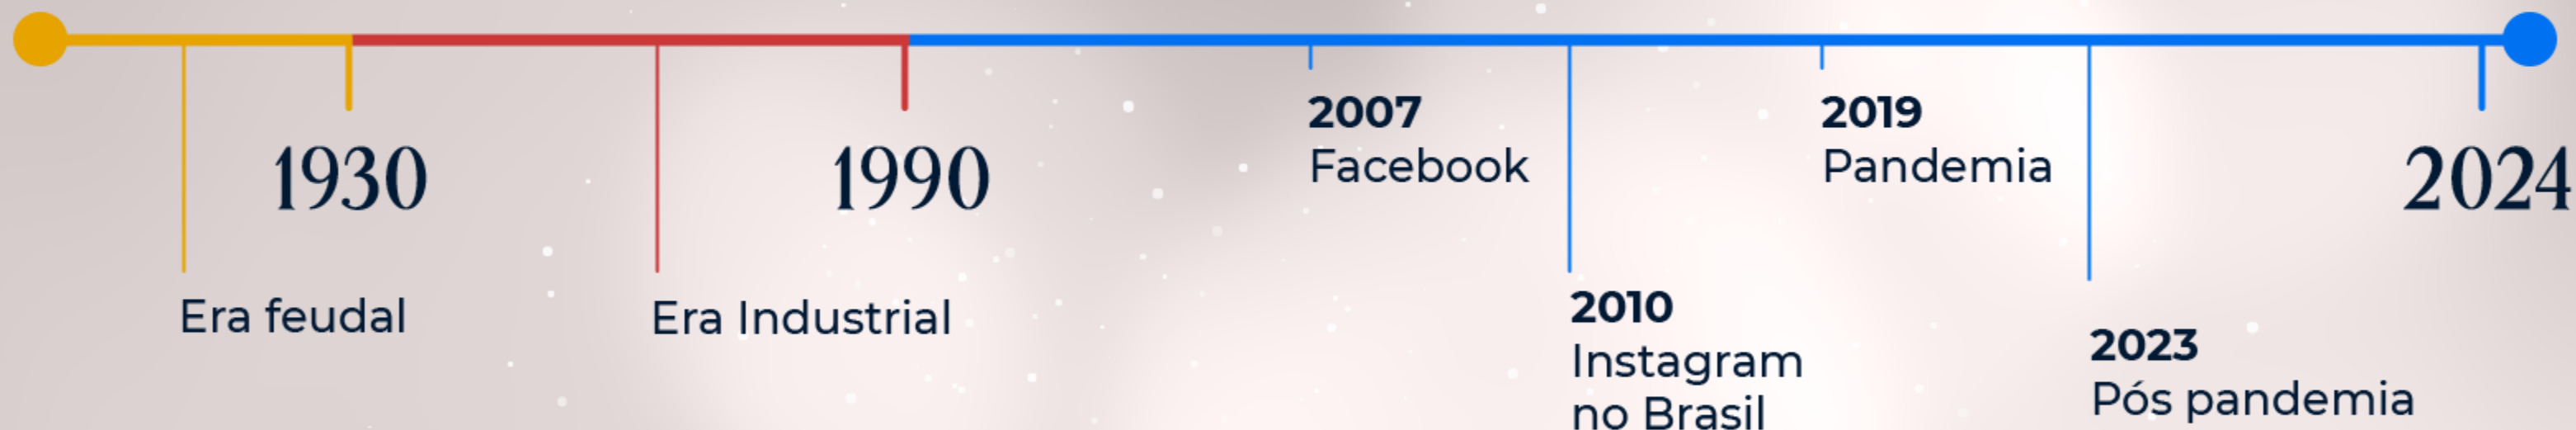 1930
Era feudal
1990
Era Industrial
2007
Facebook
2010
Instagram
no Brasil
2019
Pandemia
2023
Pós pandemia
2024